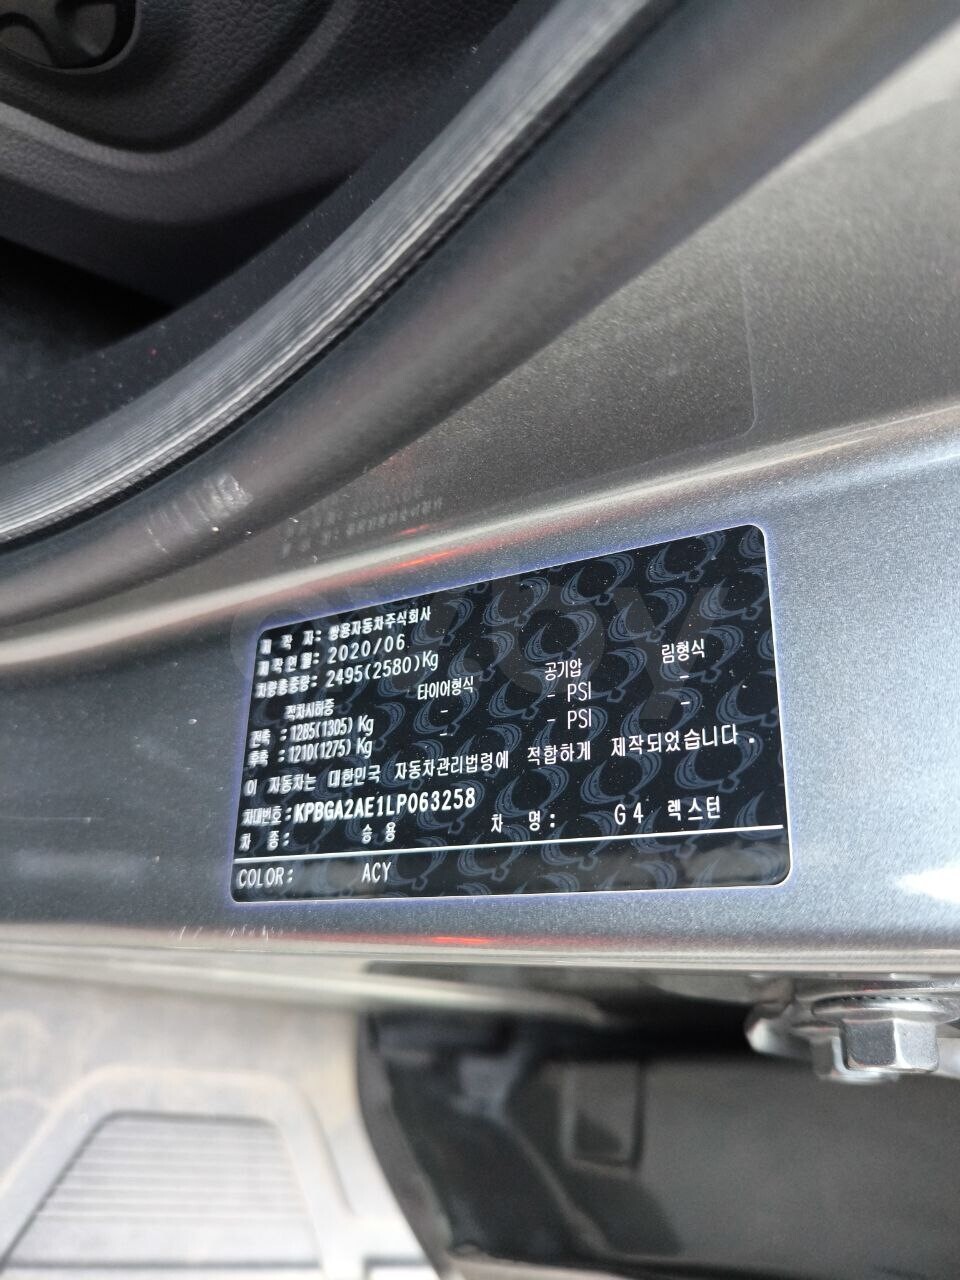 제 작 자: 쌍용자동차주식회사
제작연월: 2020/06
차량총중량: 2495(2580)Kg
적차시허중 타이어형식 공기압 림형식
전축 :1285(1305) Kg - - PSI -
후축 :1210(1275) Kg - - PSI -
이 자동차는 대한민국 자동차관리법령에 적합하게 제작되었습니다.
차대번호:KPBGA2AE1LP063258
차 종: 승용 차 명: G4 렉스턴
COLOR: ACY